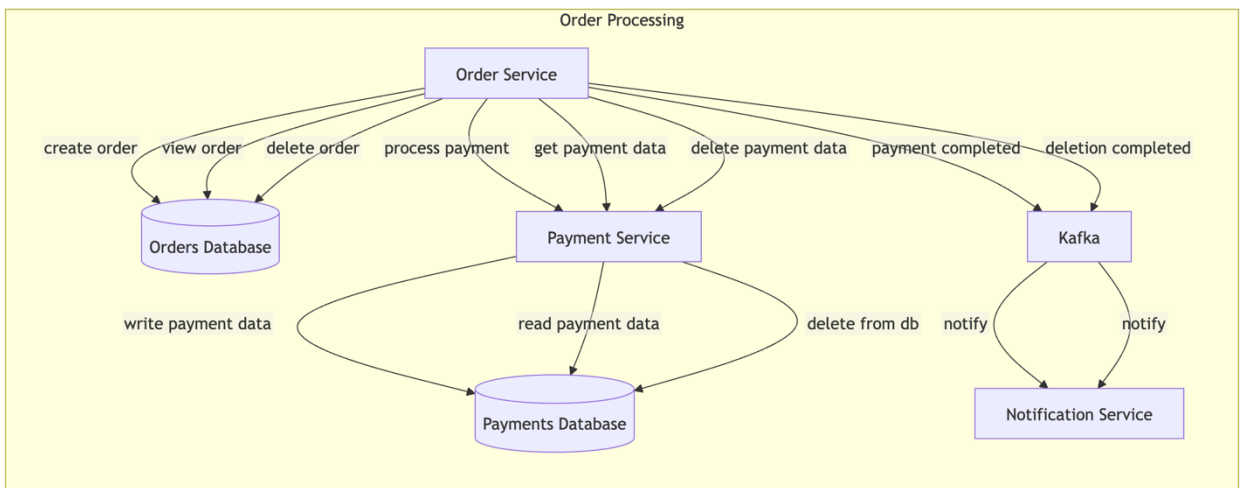 Order Processing
Order Service
create order
view order
delete order
process payment
get payment data
delete payment data
payment completed
deletion completed
Orders Database
Payment Service
Kafka
write payment data
read payment data
delete from db
notify
notify
Payments Database
Notification Service